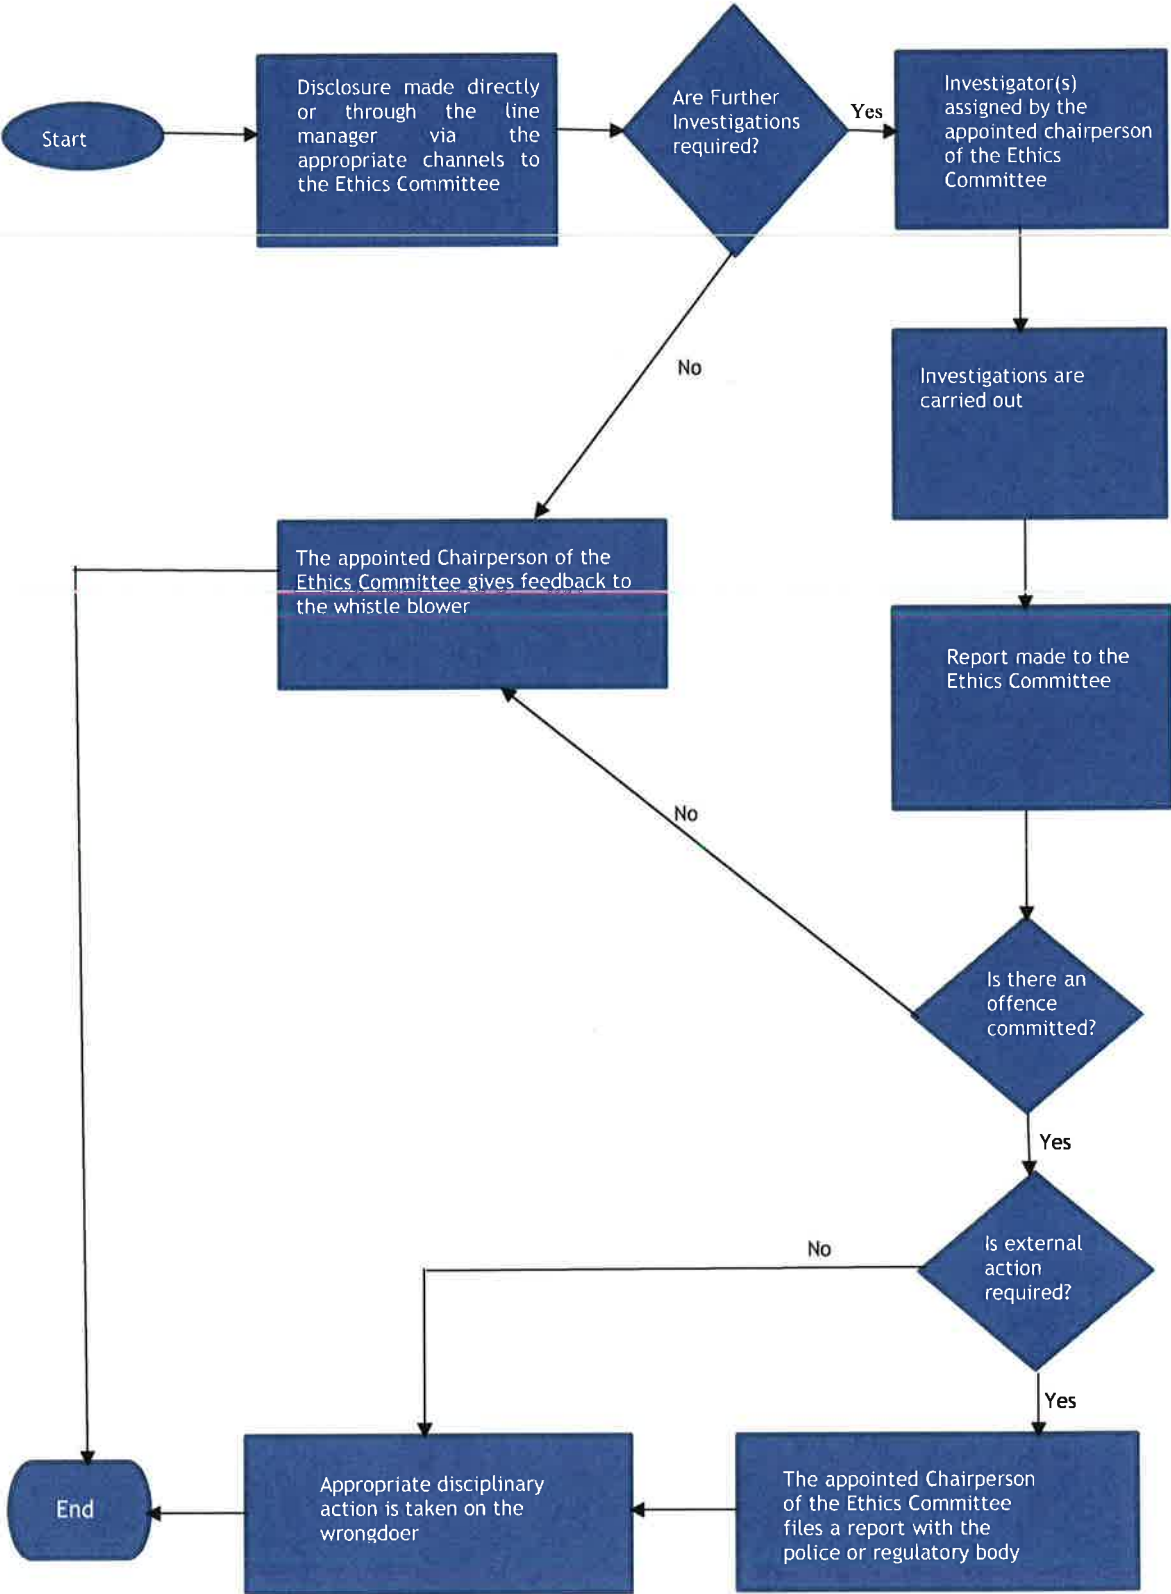 Start
Disclosure made directly
or through the line
manager via the
appropriate channels to
the Ethics Committee
Are Further
Investigations
required?
Yes
Investigator(s)
assigned by the
appointed chairperson
of the Ethics
Committee
Investigations are
carried out
No
The appointed Chairperson of the
Ethics Committee gives feedback to
the whistle blower
Report made to the
Ethics Committee
No
Is there an
offence
committed?
Yes
Is external
action
required?
No
Yes
The appointed Chairperson
of the Ethics Committee
files a report with the
police or regulatory body
Appropriate disciplinary
action is taken on the
wrongdoer
End